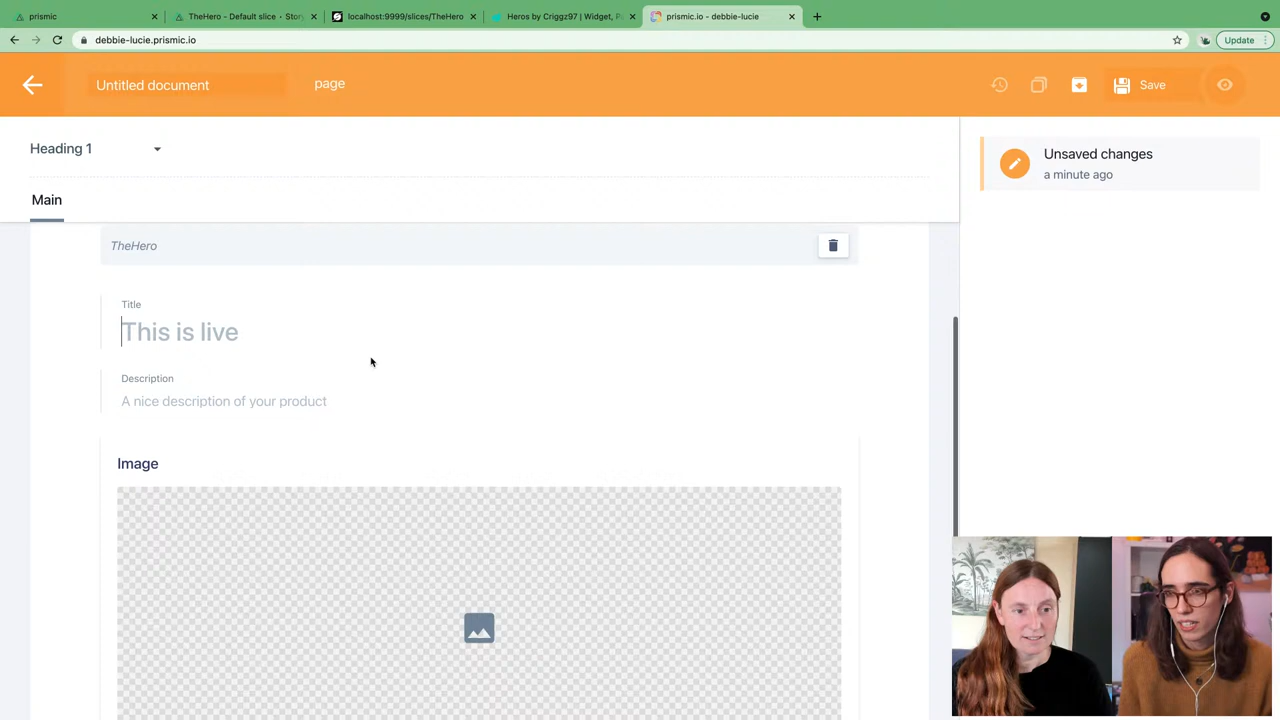 prismic
TheHero - Default slice • Story
localhost:9999/slices/TheHero
Heros by Criggz97 | Widget, P
prismic.io - debbie-lucie
debbie-lucie.prismic.io
Update
Untitled document
page
Save
Heading 1
Unsaved changes
a minute ago
Main
TheHero
Title
This is live
Description
A nice description of your product
Image